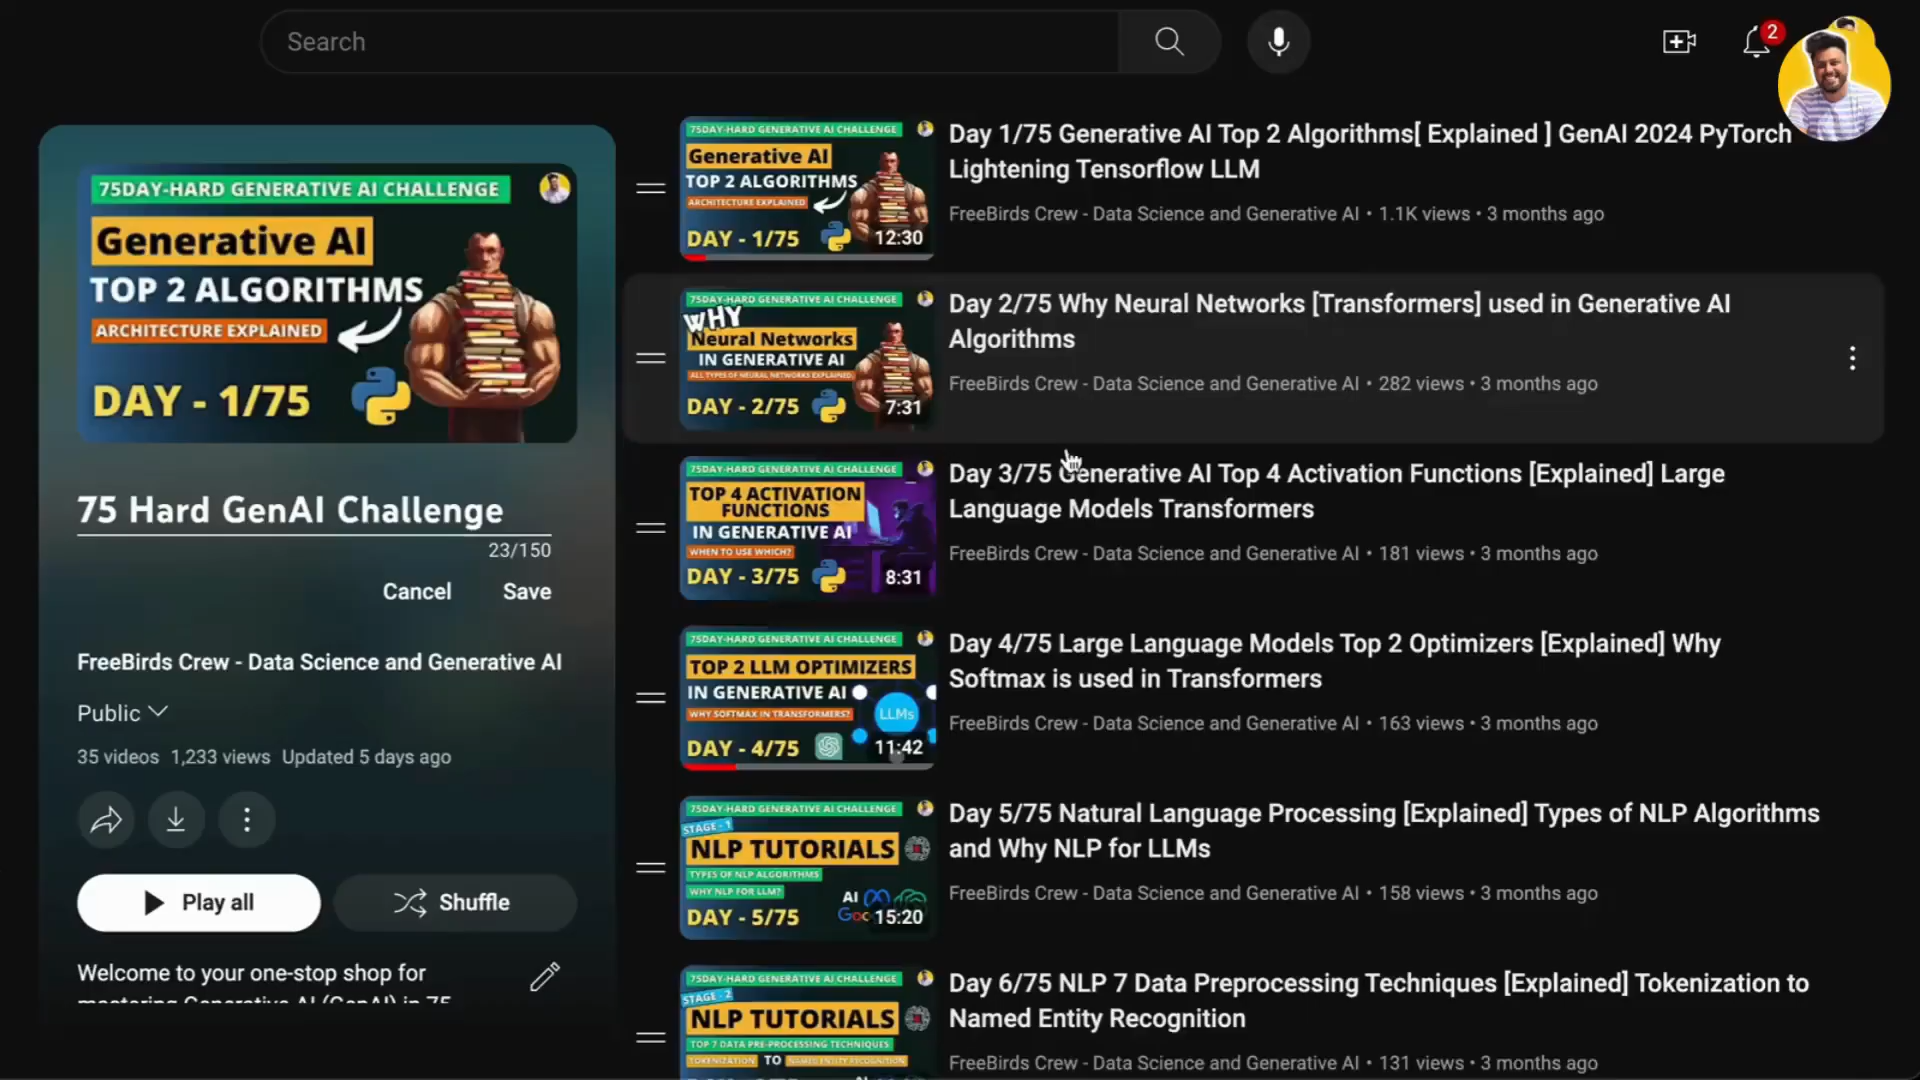 Search
2
75DAY-HARD GENERATIVE AI CHALLENGE
Generative AI
TOP 2 ALGORITHMS
ARCHITECTURE EXPLAINED
DAY - 1/75
75 Hard GenAI Challenge
23/150
Cancel
Save
FreeBirds Crew - Data Science and Generative AI
Public
35 videos 1,233 views Updated 5 days ago
Play all
Shuffle
Welcome to your one-stop shop for
mastering Generative AI (GenAI) in 75
75DAY-HARD GENERATIVE AI CHALLENGE
Generative AI
TOP 2 ALGORITHMS
ARCHITECTURE EXPLAINED
DAY - 1/75
12:30
Day 1/75 Generative AI Top 2 Algorithms[ Explained ] GenAI 2024 PyTorch
Lightening Tensorflow LLM
FreeBirds Crew - Data Science and Generative AI • 1.1K views • 3 months ago
75DAY-HARD GENERATIVE AI CHALLENGE
WHY
Neural Networks
IN GENERATIVE AI
ALL TYPES OF NEURAL NETWORKS EXPLAINED
DAY - 2/75
7:31
Day 2/75 Why Neural Networks [Transformers] used in Generative AI
Algorithms
FreeBirds Crew - Data Science and Generative AI • 282 views • 3 months ago
75DAY-HARD GENERATIVE AI CHALLENGE
TOP 4 ACTIVATION
FUNCTIONS
IN GENERATIVE AI
WHEN TO USE WHICH?
DAY - 3/75
8:31
Day 3/75 Generative AI Top 4 Activation Functions [Explained] Large
Language Models Transformers
FreeBirds Crew - Data Science and Generative AI • 181 views • 3 months ago
75DAY-HARD GENERATIVE AI CHALLENGE
TOP 2 LLM OPTIMIZERS
IN GENERATIVE AI
WHY SOFTMAX IN TRANSFORMERS?
LLMs
DAY - 4/75
11:42
Day 4/75 Large Language Models Top 2 Optimizers [Explained] Why
Softmax is used in Transformers
FreeBirds Crew - Data Science and Generative AI • 163 views • 3 months ago
75DAY-HARD GENERATIVE AI CHALLENGE
STAGE - 1
NLP TUTORIALS
TYPES OF NLP ALGORITHMS
WHY NLP FOR LLM?
AI
DAY - 5/75
15:20
Day 5/75 Natural Language Processing [Explained] Types of NLP Algorithms
and Why NLP for LLMs
FreeBirds Crew - Data Science and Generative AI • 158 views • 3 months ago
75DAY-HARD GENERATIVE AI CHALLENGE
STAGE - 2
NLP TUTORIALS
TOP 7 DATA PRE-PROCESSING TECHNIQUES
TOKENIZATION TO NAMED ENTITY RECOGNITION
Day 6/75 NLP 7 Data Preprocessing Techniques [Explained] Tokenization to
Named Entity Recognition
FreeBirds Crew - Data Science and Generative AI • 131 views • 3 months ago